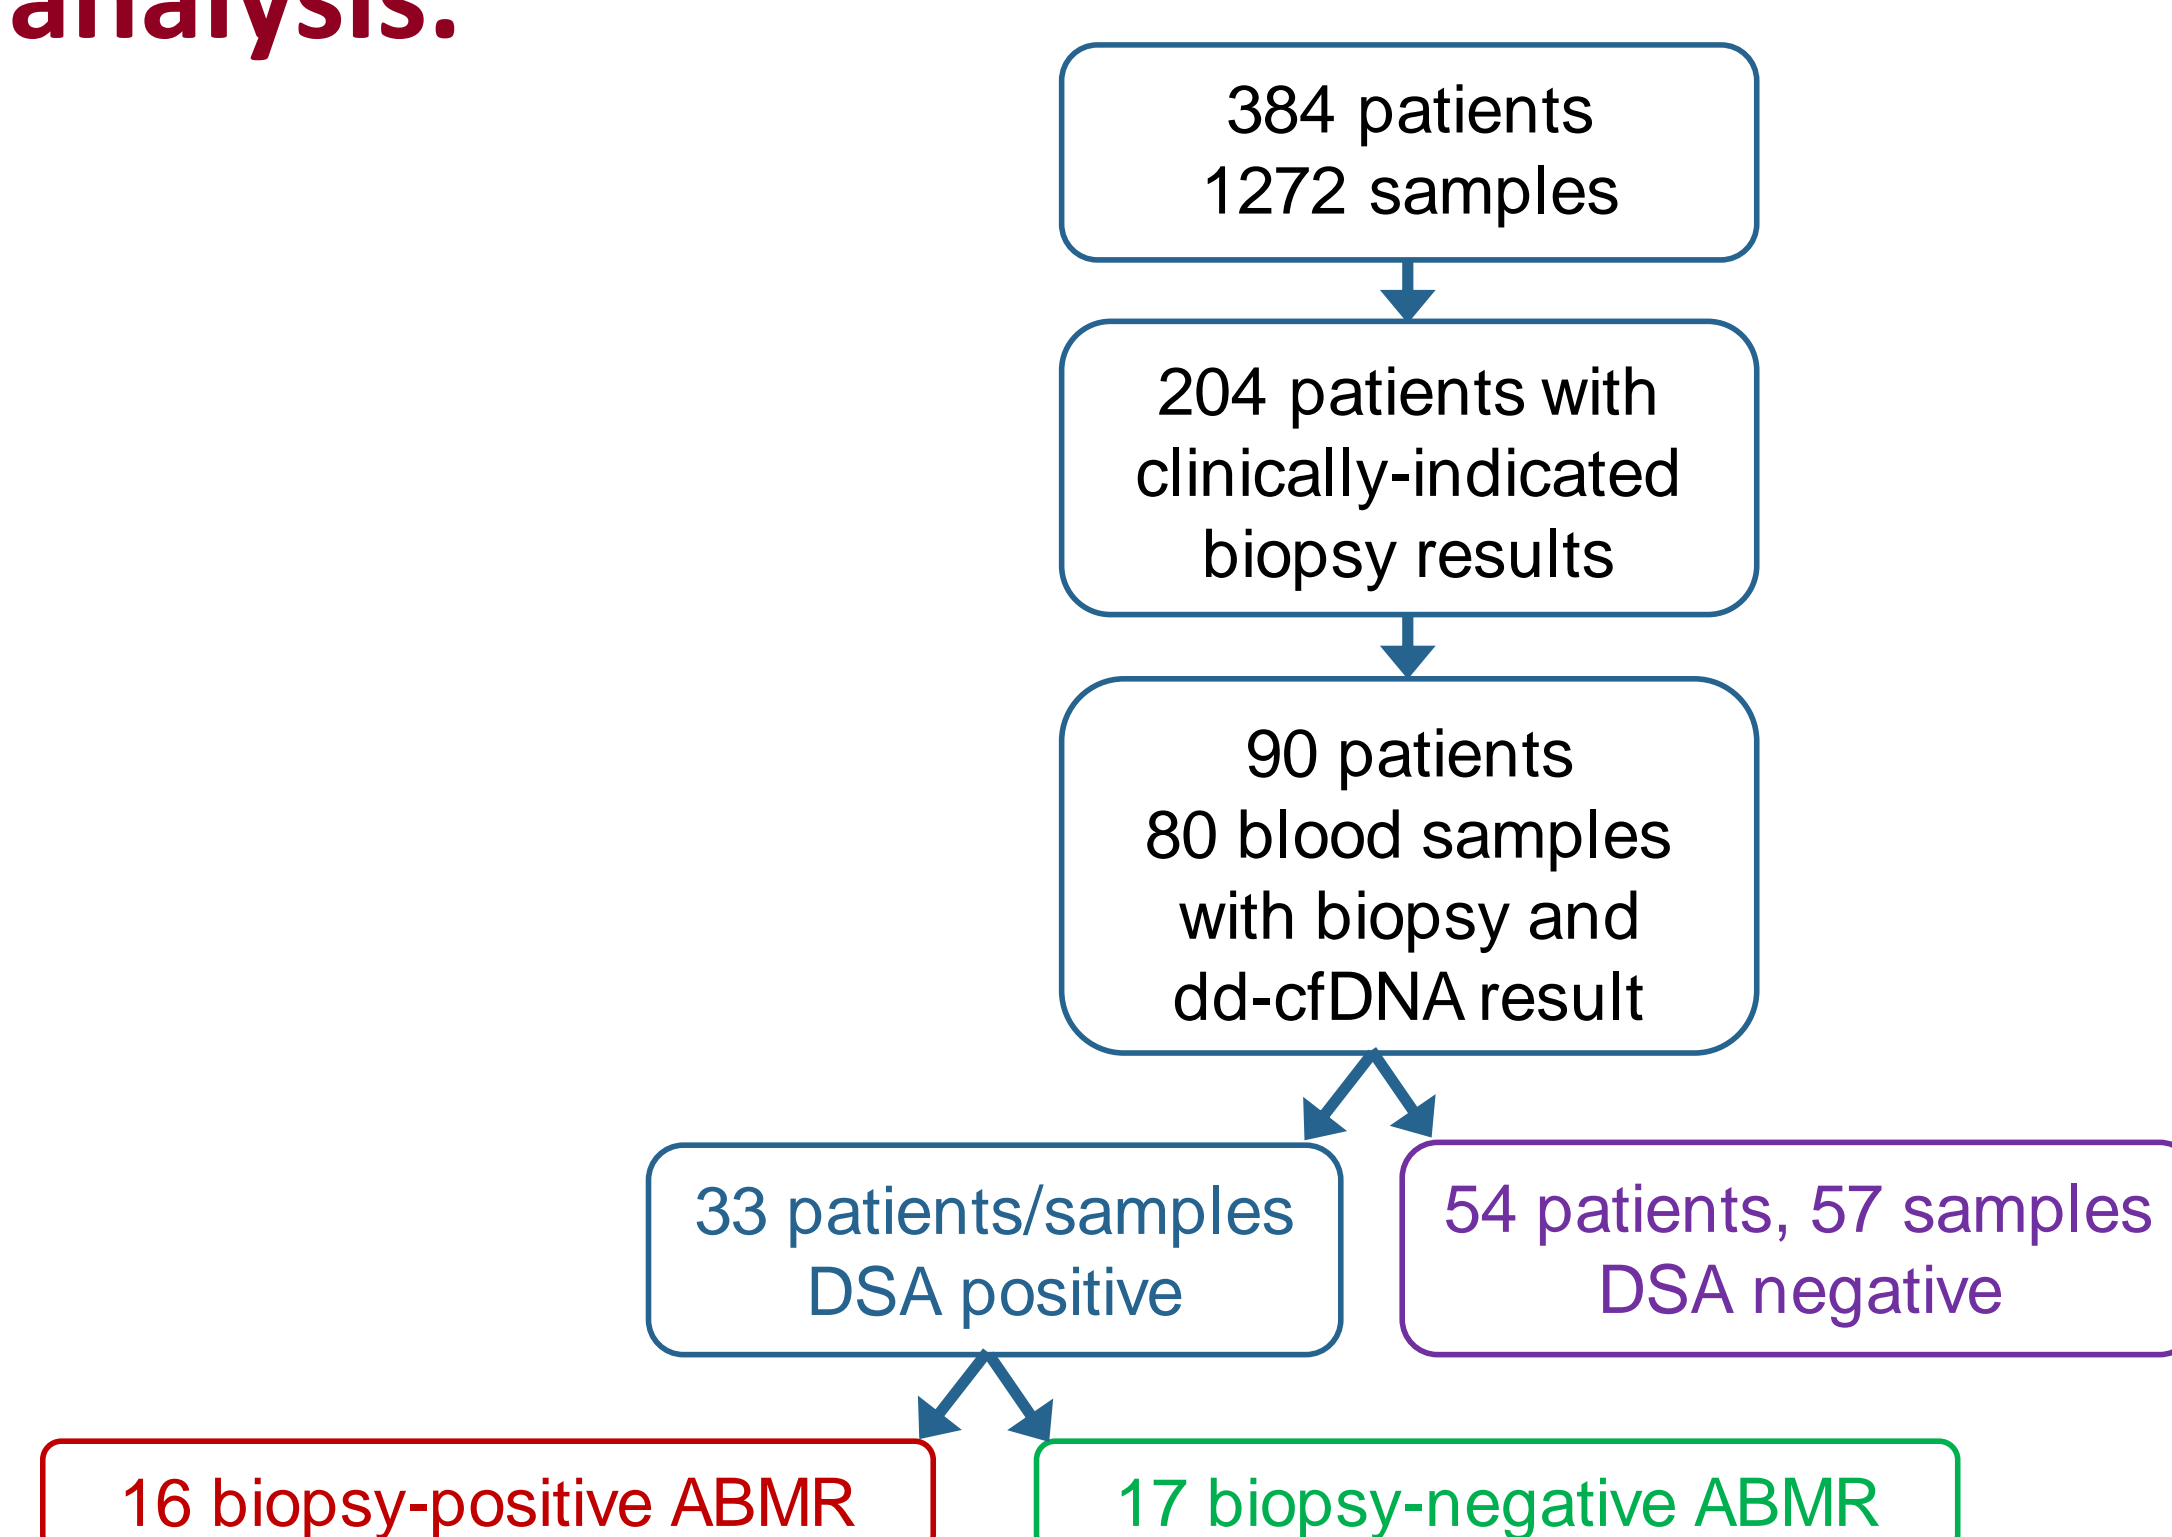 analysis.
384 patients
1272 samples
204 patients with
clinically-indicated
biopsy results
90 patients
80 blood samples
with biopsy and
dd-cfDNA result
33 patients/samples
DSA positive
54 patients, 57 samples
DSA negative
16 biopsy-positive ABMR
17 biopsy-negative ABMR